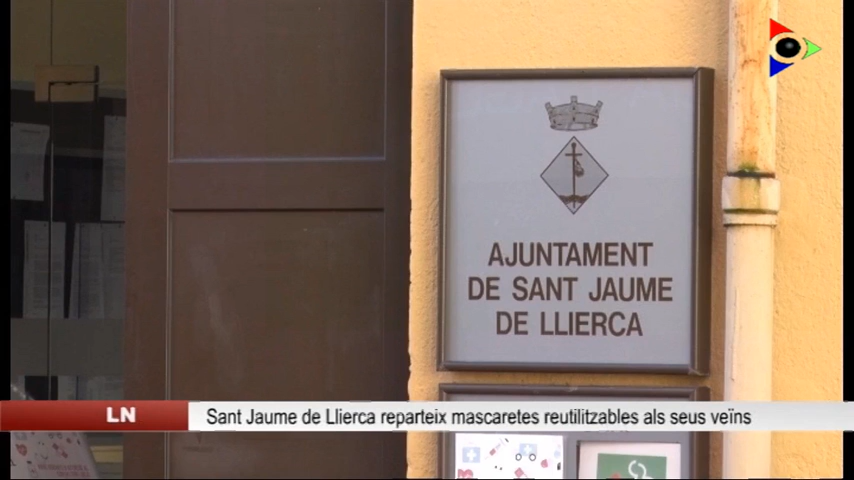 AJUNTAMENT
DE SANT JAUME
DE LLIERCA
LN
Sant Jaume de Llierca reparteix mascaretes reutilitzables als seus veïns